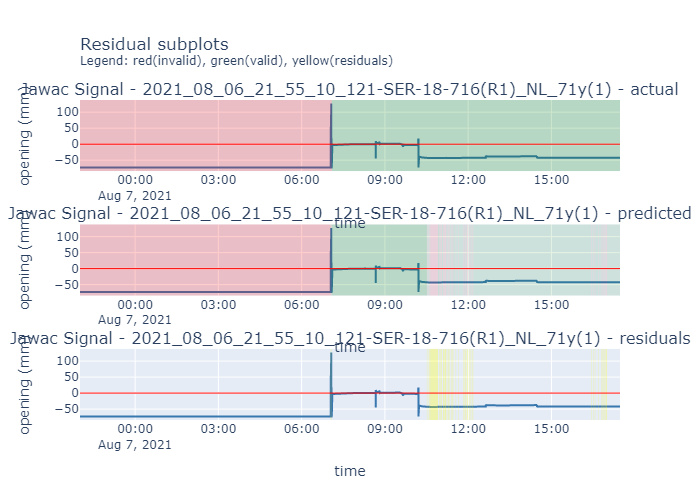 Residual subplots
Legend: red(invalid), green(valid), yellow(residuals)
Jawac Signal - 2021_08_06_21_55_10_121-SER-18-716(R1)_NL_71y(1) - actual
opening (mm)
100
50
0
−50
00:00 03:00 06:00 09:00 12:00 15:00
Aug 7, 2021
time
Jawac Signal - 2021_08_06_21_55_10_121-SER-18-716(R1)_NL_71y(1) - predicted
opening (mm)
100
50
0
−50
00:00 03:00 06:00 09:00 12:00 15:00
Aug 7, 2021
time
Jawac Signal - 2021_08_06_21_55_10_121-SER-18-716(R1)_NL_71y(1) - residuals
opening (mm)
100
50
0
−50
00:00 03:00 06:00 09:00 12:00 15:00
Aug 7, 2021
time